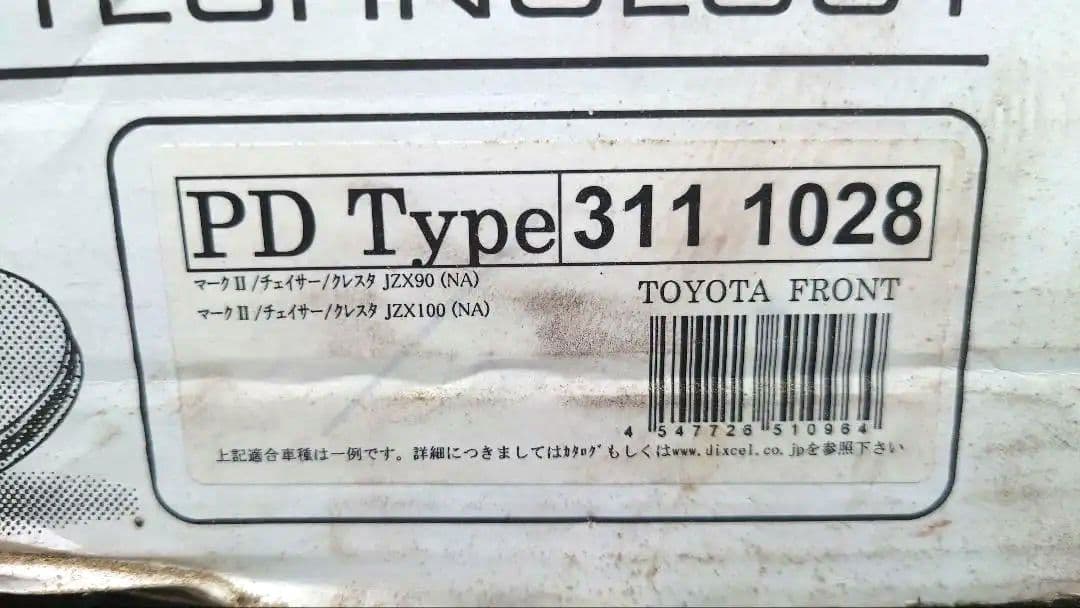 TECHNOLOGY
PD Type 311 1028
マークⅡ/チェイサー/クレスタ JZX90 (NA)
マークⅡ/チェイサー/クレスタ JZX100 (NA)
TOYOTA FRONT
4 547726 510964
上記適合車種は一例です。詳細につきましてはｶﾀﾛｸﾞもしくはwww.dixcel.co.jpを参照下さい